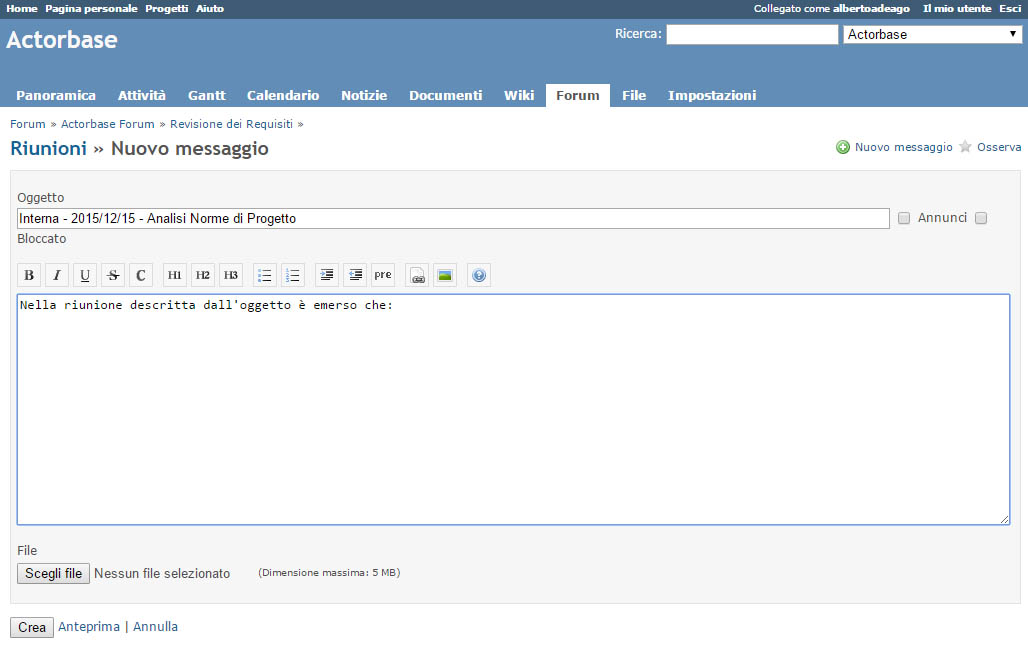 Home Pagina personale Progetti Aiuto Collegato come albertoadeago Il mio utente Esci
Actorbase Ricerca: Actorbase
Panoramica Attività Gantt Calendario Notizie Documenti Wiki Forum File Impostazioni
Forum » Actorbase Forum » Revisione dei Requisiti »
Riunioni » Nuovo messaggio Nuovo messaggio Osserva
Oggetto
Interna - 2015/12/15 - Analisi Norme di Progetto Annunci
Bloccato
B I U S C H1 H2 H3 pre
Nella riunione descritta dall'oggetto è emerso che:
File
Scegli file Nessun file selezionato (Dimensione massima: 5 MB)
Crea Anteprima | Annulla